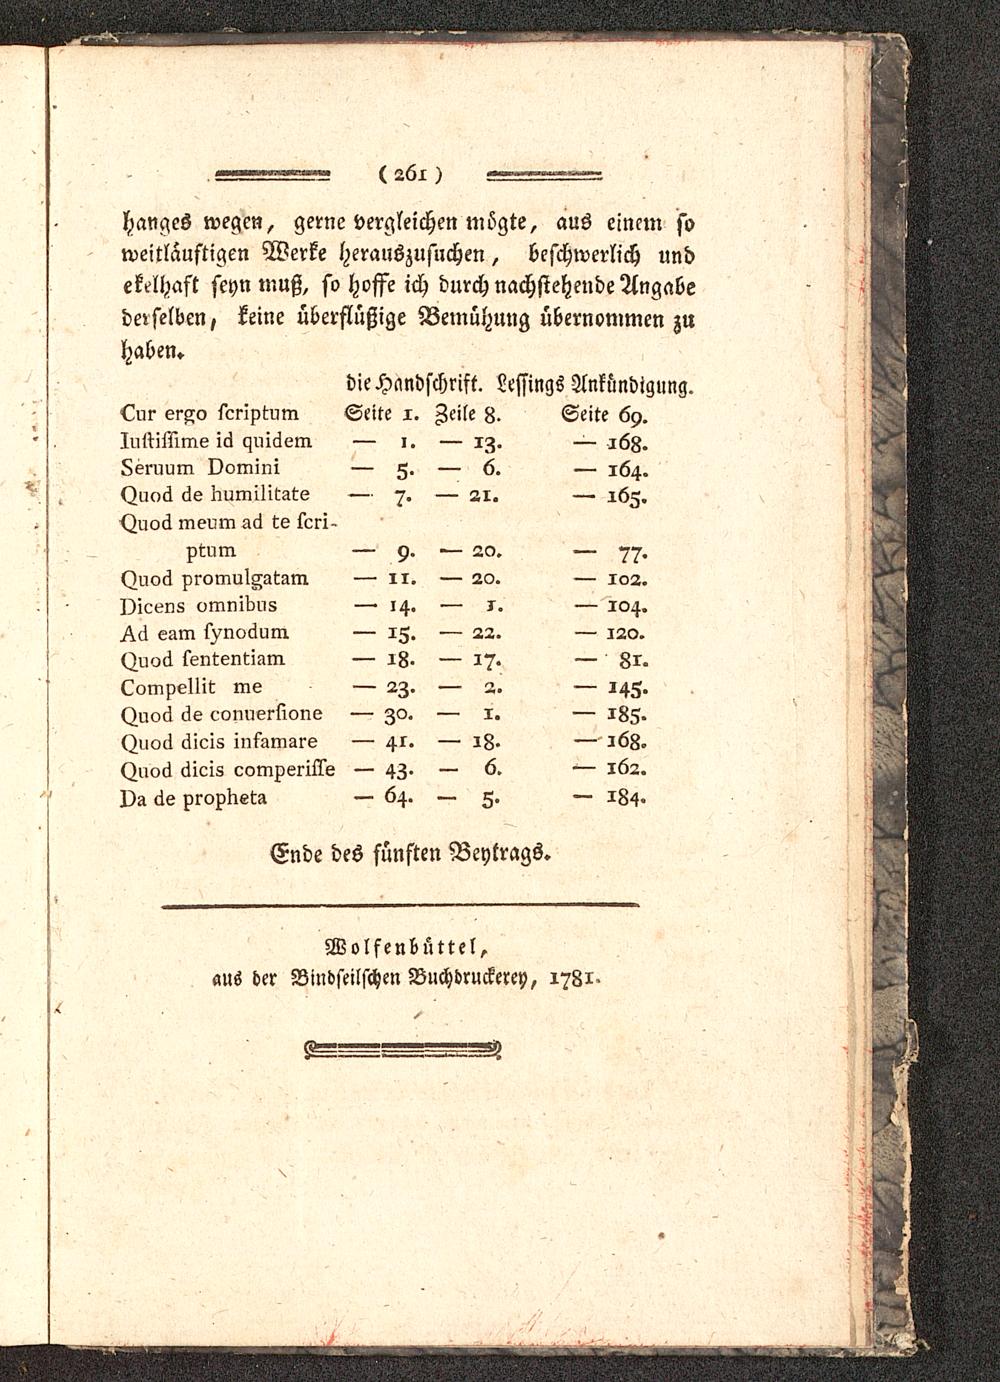 (261)
hanges wegen, gerne vergleichen mögte, aus einem so
weitläuftigen Werke herauszusuchen, beschwerlich und
ekelhaft seyn muß, so hoffe ich durch nachstehende Angabe
derselben, keine überflüßige Bemühung übernommen zu
haben.
die Handschrift. Lessings Ankündigung.
Cur ergo ſcriptum Seite 1. Zeile 8. Seite 69.
Iuſtiſſime id quidem — 1. — 13. — 168.
Seruum Domini — 5. — 6. — 164.
Quod de humilitate — 7. — 21. — 165.
Quod meum ad te ſcri-
ptum — 9. — 20. — 77.
Quod promulgatam — 11. — 20. — 102.
Dicens omnibus — 14. — 1. — 104.
Ad eam ſynodum — 15. — 22. — 120.
Quod ſententiam — 18. — 17. — 81.
Compellit me — 23. — 2. — 145.
Quod de conuerſione — 30. — 1. — 185.
Quod dicis infamare — 41. — 18. — 168.
Quod dicis comperiſſe — 43. — 6. — 162.
Da de propheta — 64. — 5. — 184.
Ende des fünften Beytrags.
Wolfenbüttel,
aus der Bindseilschen Buchdruckerey, 1781.